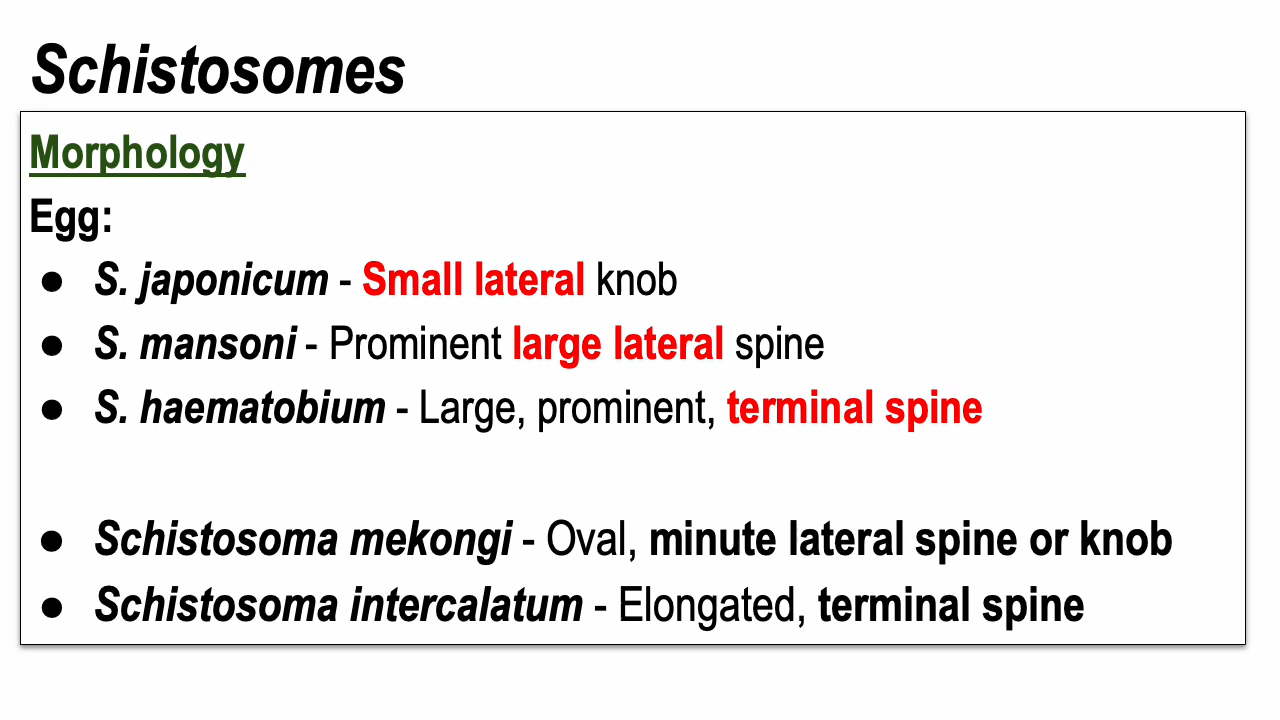 Schistosomes
Morphology
Egg:
● S. japonicum - Small lateral knob
● S. mansoni - Prominent large lateral spine
● S. haematobium - Large, prominent, terminal spine
● Schistosoma mekongi - Oval, minute lateral spine or knob
● Schistosoma intercalatum - Elongated, terminal spine